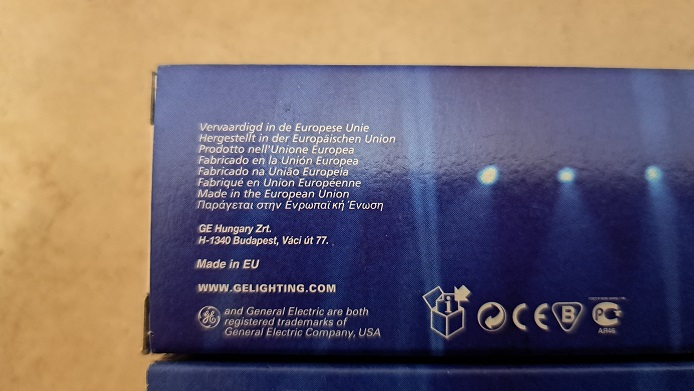 Vervaardigd in de Europese Unie
Hergestellt in der Europäischen Union
Prodotto nell'Unione Europea
Fabricado en la Unión Europea
Fabricado na União Europeia
Fabriqué en Union Européenne
Made in the European Union
Παράγεται στην Ενρωπαϊκή Ένωση
GE Hungary Zrt.
H-1340 Budapest, Váci út 77.
Made in EU
WWW.GELIGHTING.COM
GE and General Electric are both
registered trademarks of
General Electric Company, USA
i CE B PC